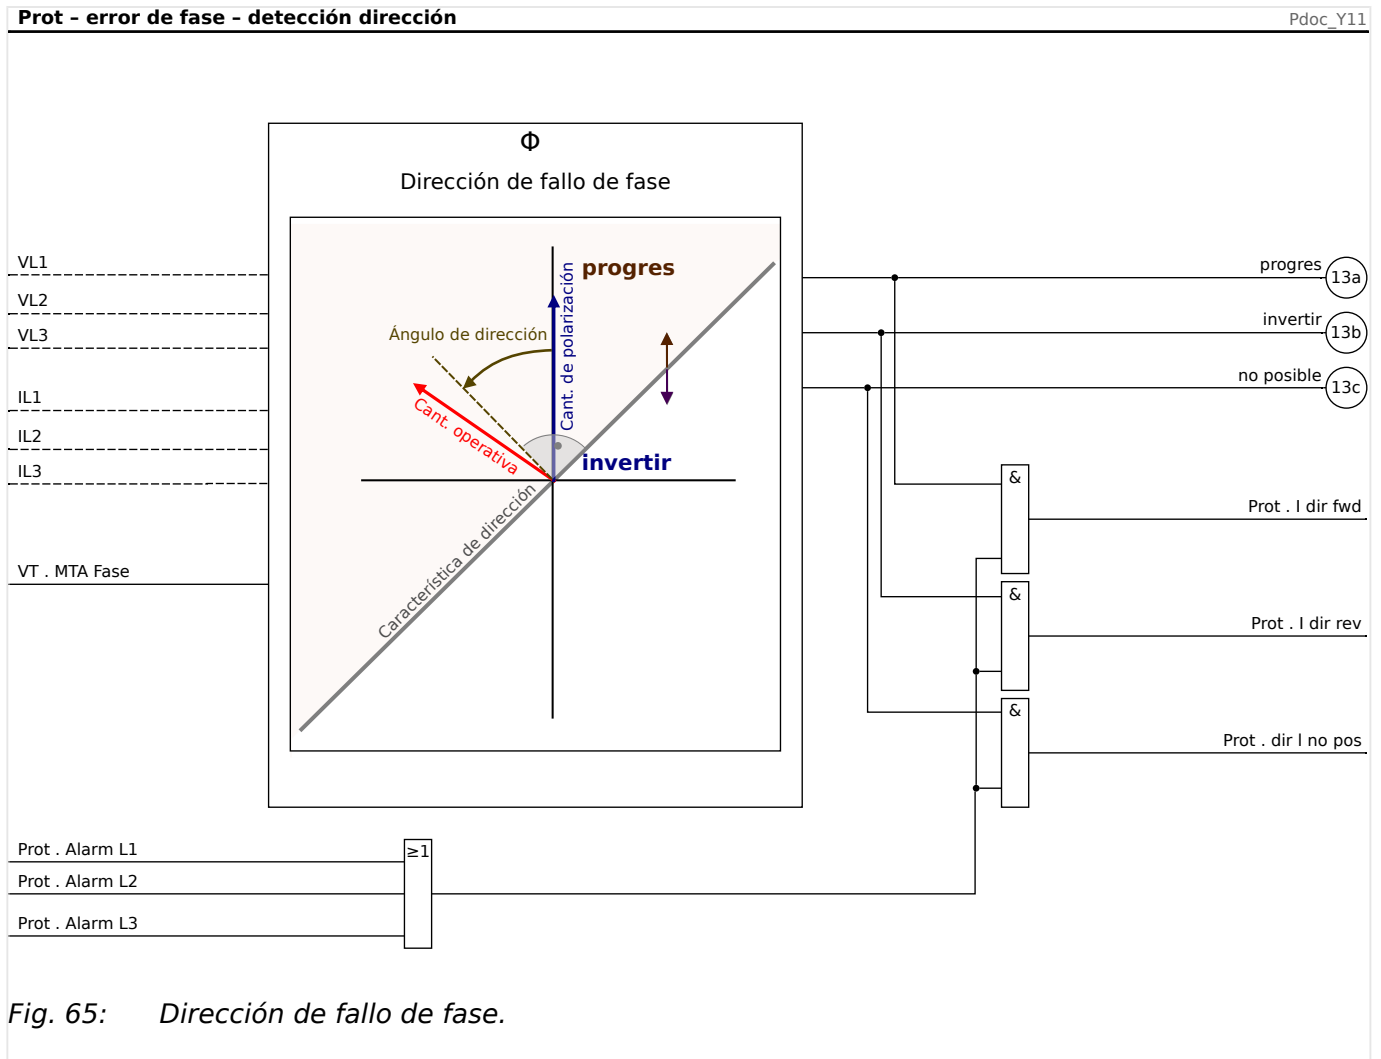 Prot – error de fase – detección dirección
Pdoc_Y11
Φ
Dirección de fallo de fase
VL1
VL2
VL3
IL1
IL2
IL3
VT . MTA Fase
progres
Cant. de polarización
Ángulo de dirección
Cant. operativa
invertir
Característica de dirección
progres
13a
invertir
13b
no posible
13c
&
Prot . I dir fwd
&
Prot . I dir rev
&
Prot . dir I no pos
Prot . Alarm L1
≥1
Prot . Alarm L2
Prot . Alarm L3
Fig. 65: Dirección de fallo de fase.